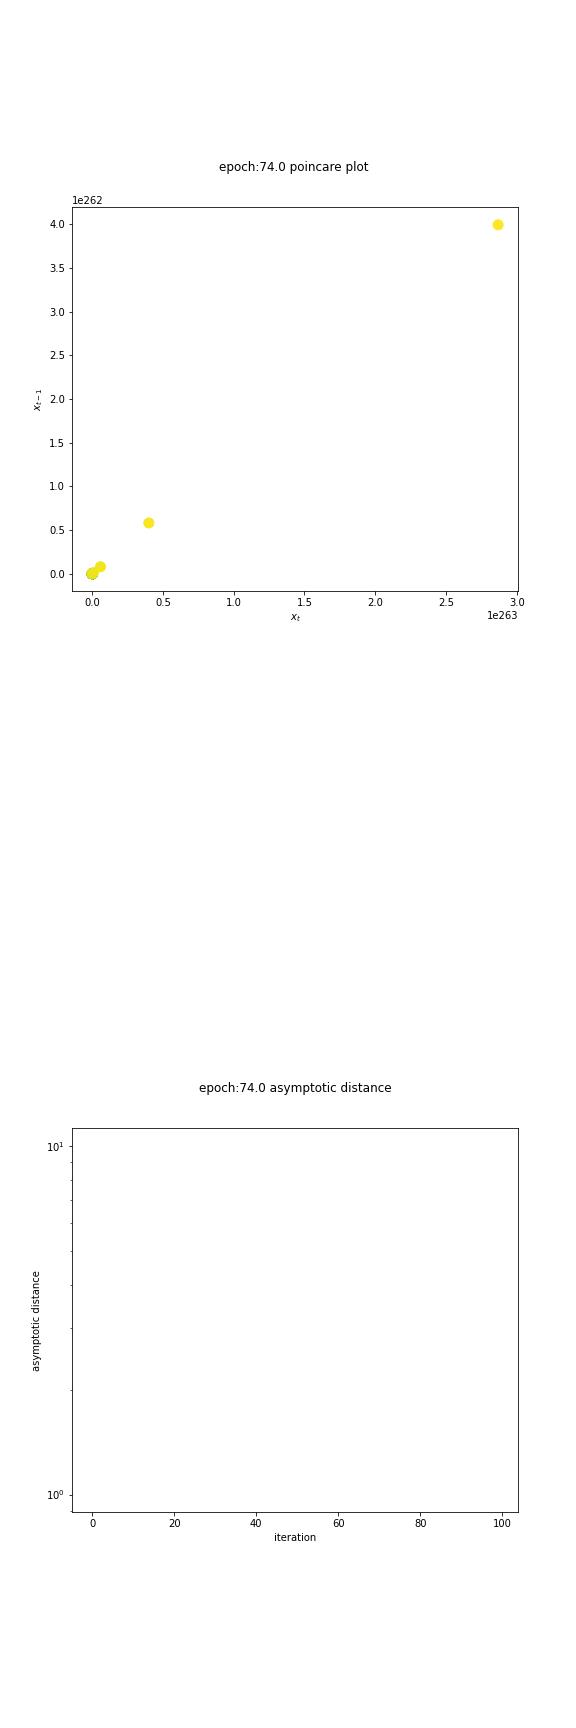 epoch:74.0 poincare plot
1e262
4.0
3.5
3.0
2.5
2.0
1.5
1.0
0.5
0.0
x_{t-1}
0.0 0.5 1.0 1.5 2.0 2.5 3.0
x_t
1e263
epoch:74.0 asymptotic distance
10^1
10^0
asymptotic distance
0 20 40 60 80 100
iteration